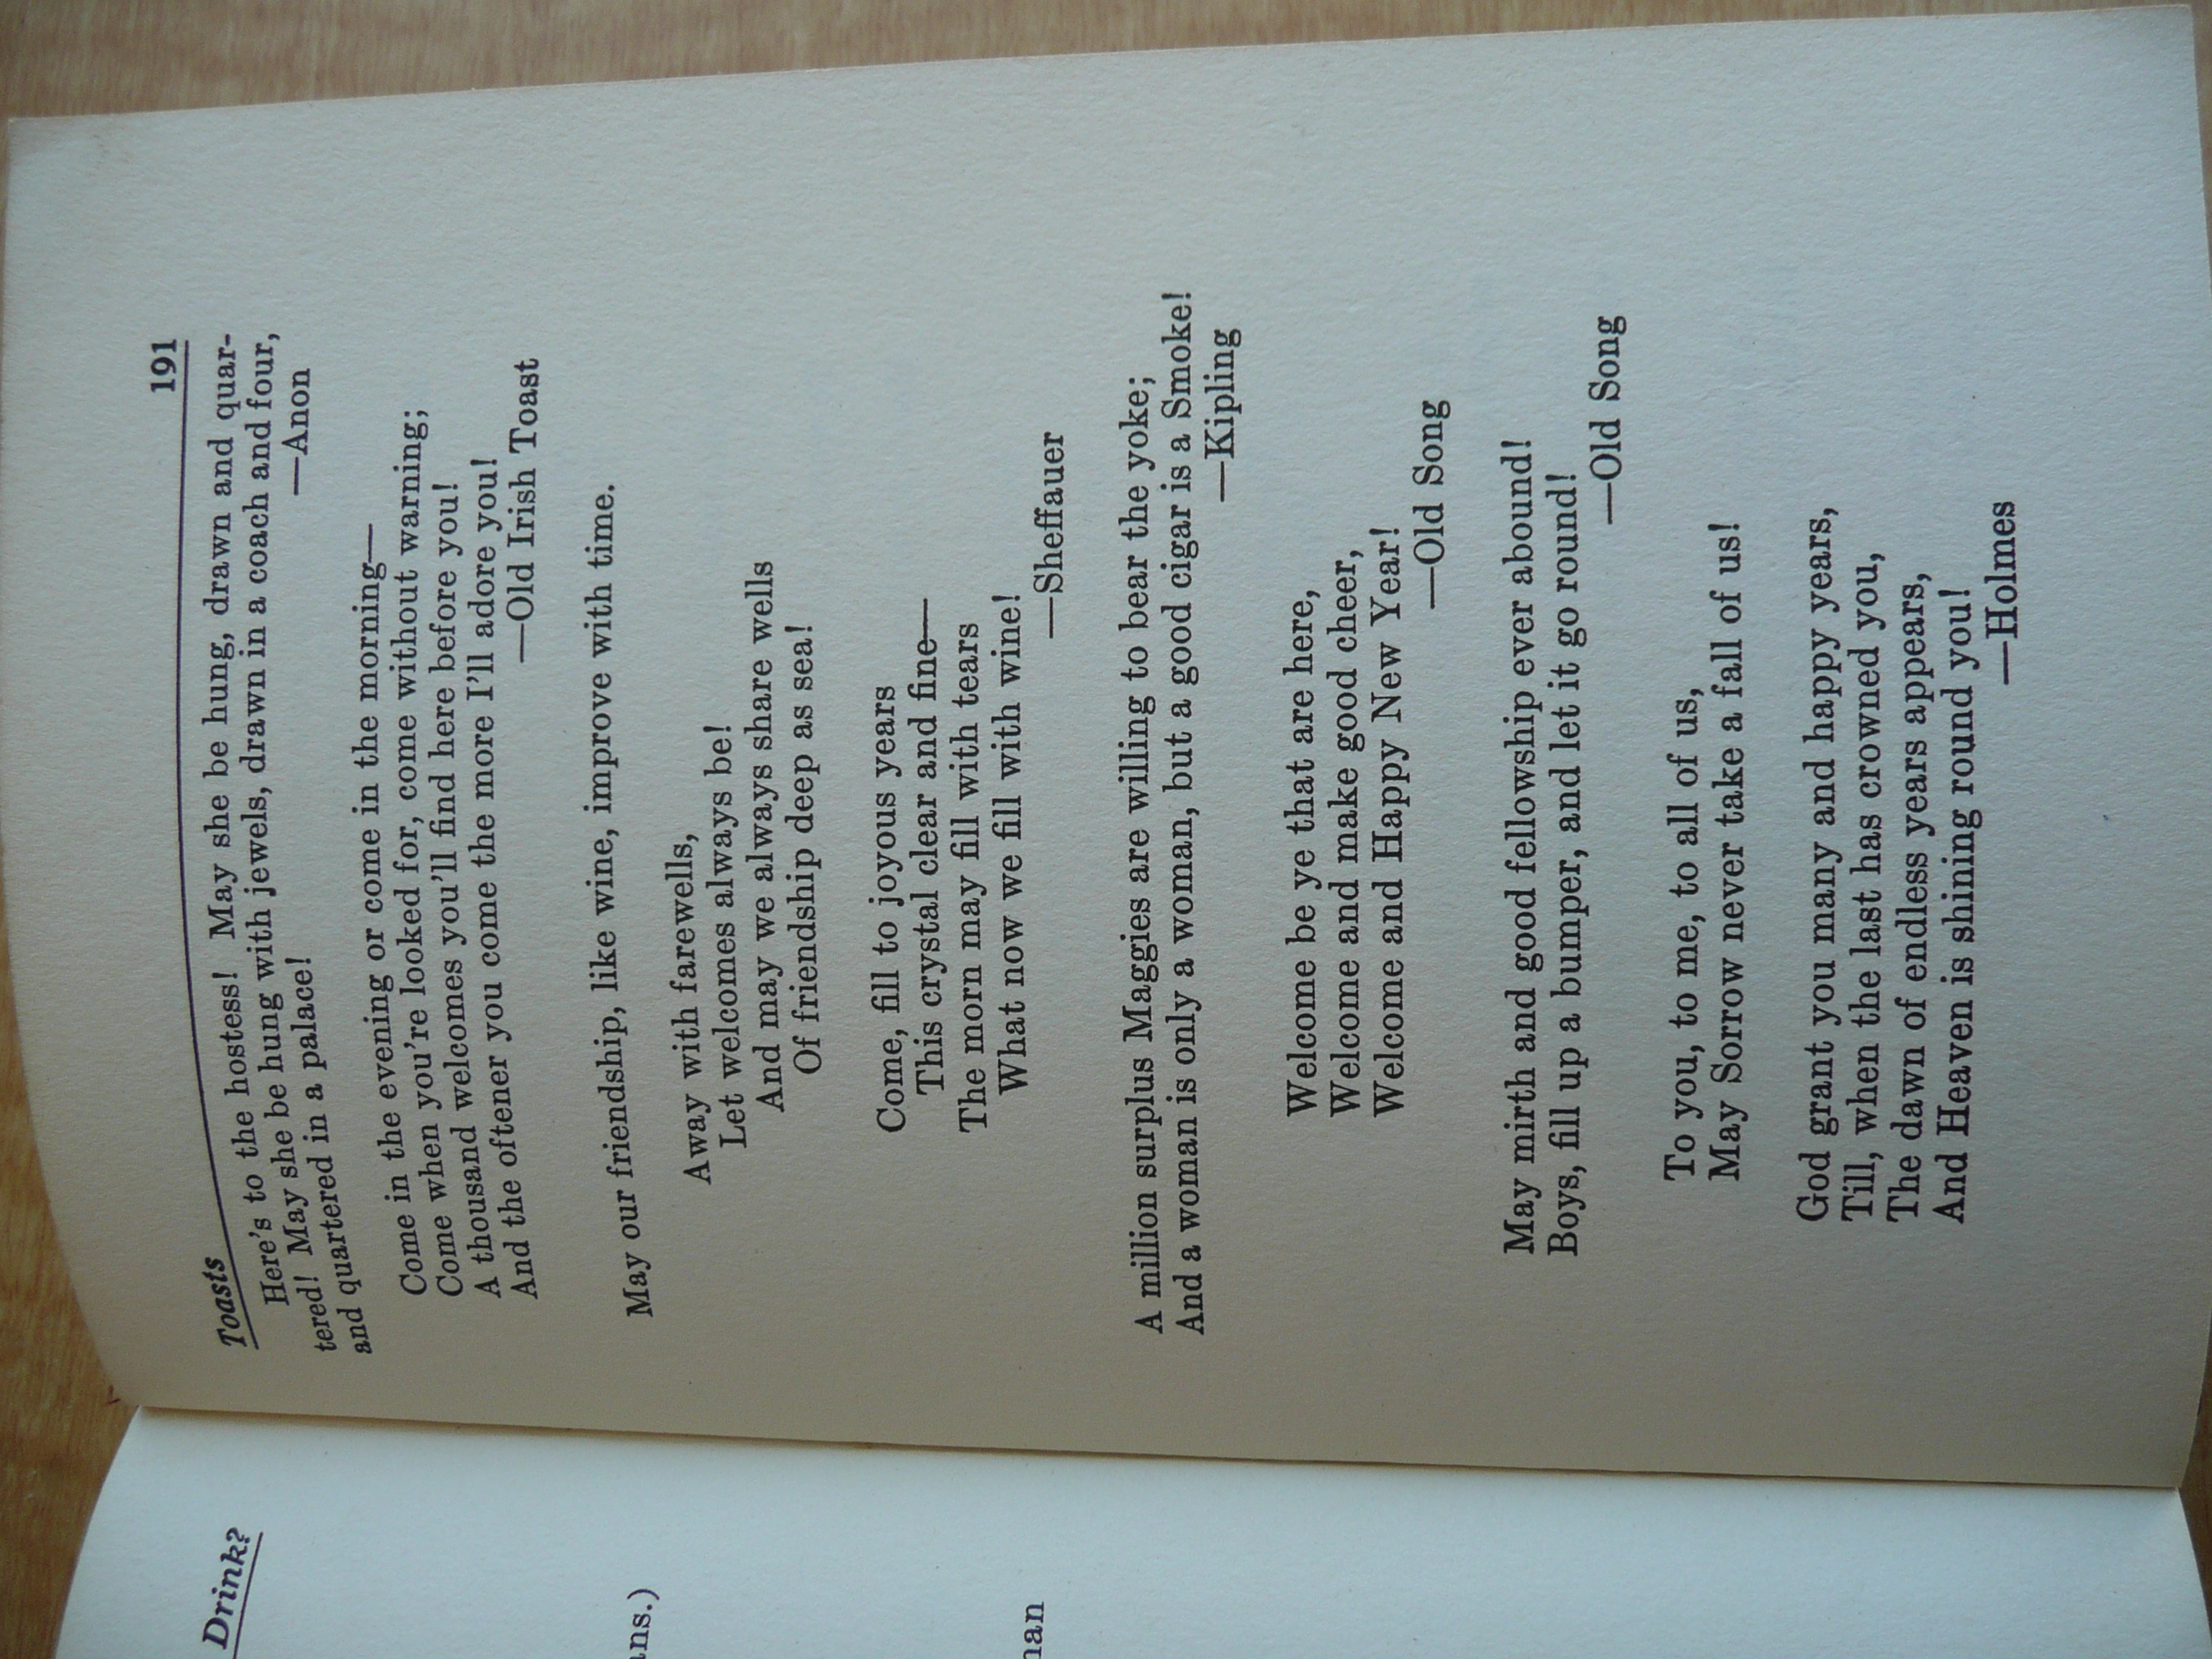 Drink?
ans.)
man
Toasts 191
Here's to the hostess! May she be hung, drawn and quar-
tered! May she be hung with jewels, drawn in a coach and four,
and quartered in a palace! —Anon
Come in the evening or come in the morning—
Come when you're looked for, come without warning;
A thousand welcomes you'll find here before you!
And the oftener you come the more I'll adore you!
—Old Irish Toast
May our friendship, like wine, improve with time.
Away with farewells,
Let welcomes always be!
And may we always share wells
Of friendship deep as sea!
Come, fill to joyous years
This crystal clear and fine—
The morn may fill with tears
What now we fill with wine!
—Sheffauer
A million surplus Maggies are willing to bear the yoke;
And a woman is only a woman, but a good cigar is a Smoke!
—Kipling
Welcome be ye that are here,
Welcome and make good cheer,
Welcome and Happy New Year!
—Old Song
May mirth and good fellowship ever abound!
Boys, fill up a bumper, and let it go round!
—Old Song
To you, to me, to all of us,
May Sorrow never take a fall of us!
God grant you many and happy years,
Till, when the last has crowned you,
The dawn of endless years appears,
And Heaven is shining round you!
—Holmes